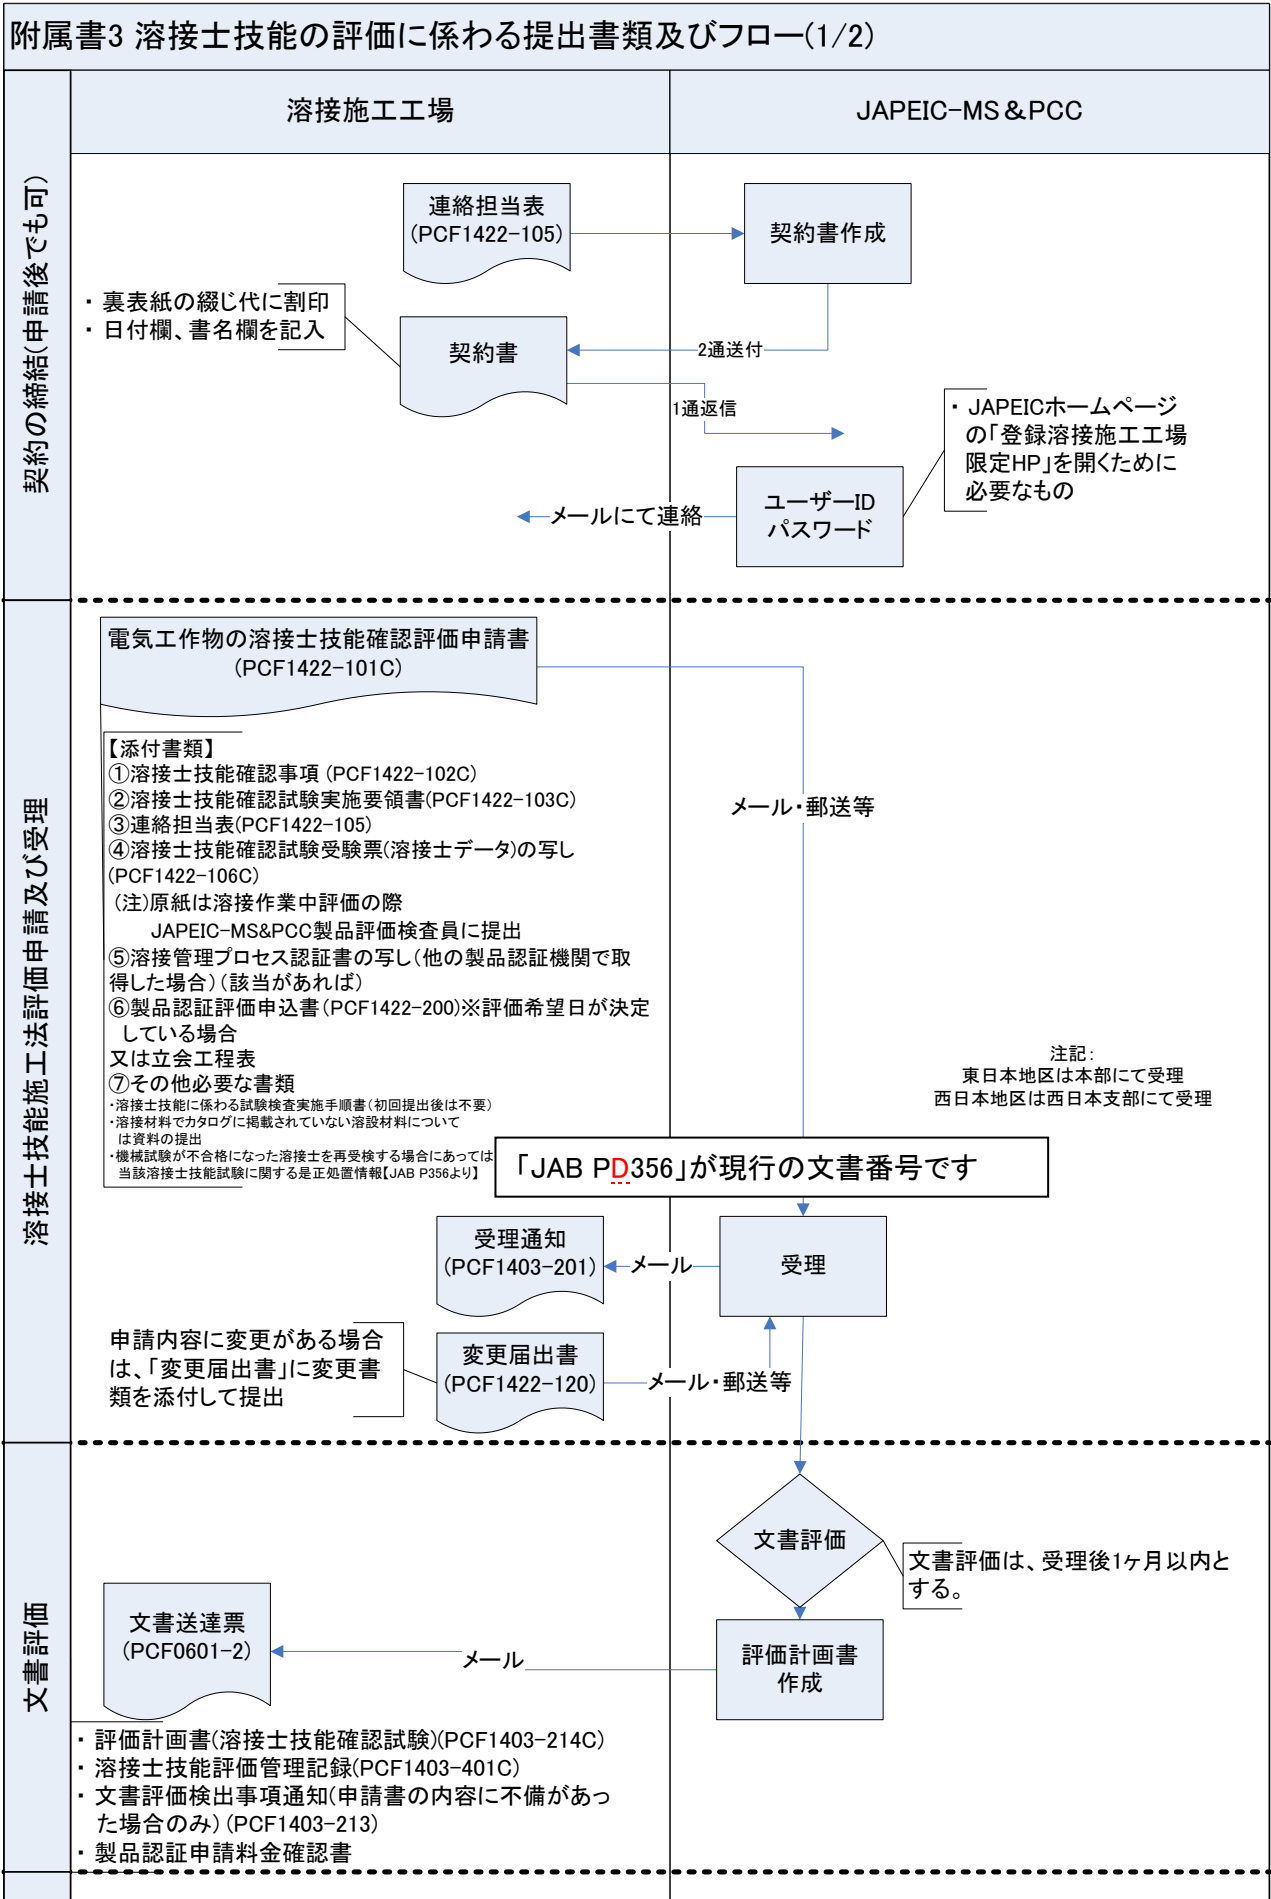 附属書3 溶接士技能の評価に係わる提出書類及びフロー(1/2)
溶接施工工場
JAPEIC-MS&PCC
契約の締結(申請後でも可)
連絡担当表
(PCF1422-105)
契約書作成
・ 裏表紙の綴じ代に割印
・ 日付欄、書名欄を記入
契約書
2通送付
1通返信
・ JAPEICホームページ
の「登録溶接施工工場
限定HP」を開くために
必要なもの
ユーザーID
パスワード
メールにて連絡
溶接士技能施工法評価申請及び受理
電気工作物の溶接士技能確認評価申請書
(PCF1422-101C)
【添付書類】
①溶接士技能確認事項 (PCF1422-102C)
②溶接士技能確認試験実施要領書(PCF1422-103C)
③連絡担当表(PCF1422-105)
④溶接士技能確認試験受験票(溶接士データ)の写し
(PCF1422-106C)
(注)原紙は溶接作業中評価の際
JAPEIC-MS&PCC製品評価検査員に提出
⑤溶接管理プロセス認証書の写し(他の製品認証機関で取
得した場合)(該当があれば)
⑥製品認証評価申込書(PCF1422-200)※評価希望日が決定
している場合
又は立会工程表
⑦その他必要な書類
・溶接士技能に係わる試験検査実施手順書(初回提出後は不要)
・溶接材料でカタログに掲載されていない溶設材料について
は資料の提出
・機械試験が不合格になった溶接士を再受検する場合にあっては
当該溶接士技能試験に関する是正処置情報【JAB P356より】
メール・郵送等
注記:
東日本地区は本部にて受理
西日本地区は西日本支部にて受理
「JAB PD356」が現行の文書番号です
受理通知
(PCF1403-201)
メール
受理
申請内容に変更がある場合
は、「変更届出書」に変更書
類を添付して提出
変更届出書
(PCF1422-120)
メール・郵送等
文書評価
文書評価
文書評価は、受理後1ヶ月以内と
する。
文書送達票
(PCF0601-2)
メール
評価計画書
作成
・ 評価計画書(溶接士技能確認試験)(PCF1403-214C)
・ 溶接士技能評価管理記録(PCF1403-401C)
・ 文書評価検出事項通知(申請書の内容に不備があっ
た場合のみ)(PCF1403-213)
・ 製品認証申請料金確認書